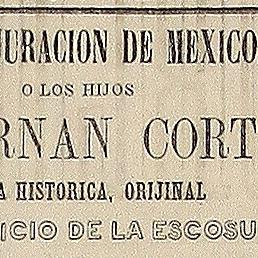 JURACION DE MEXICO
O LOS HIJOS
RNAN CORT
A HISTORICA, ORIJINAL
ICIO DE LA ESCOSU